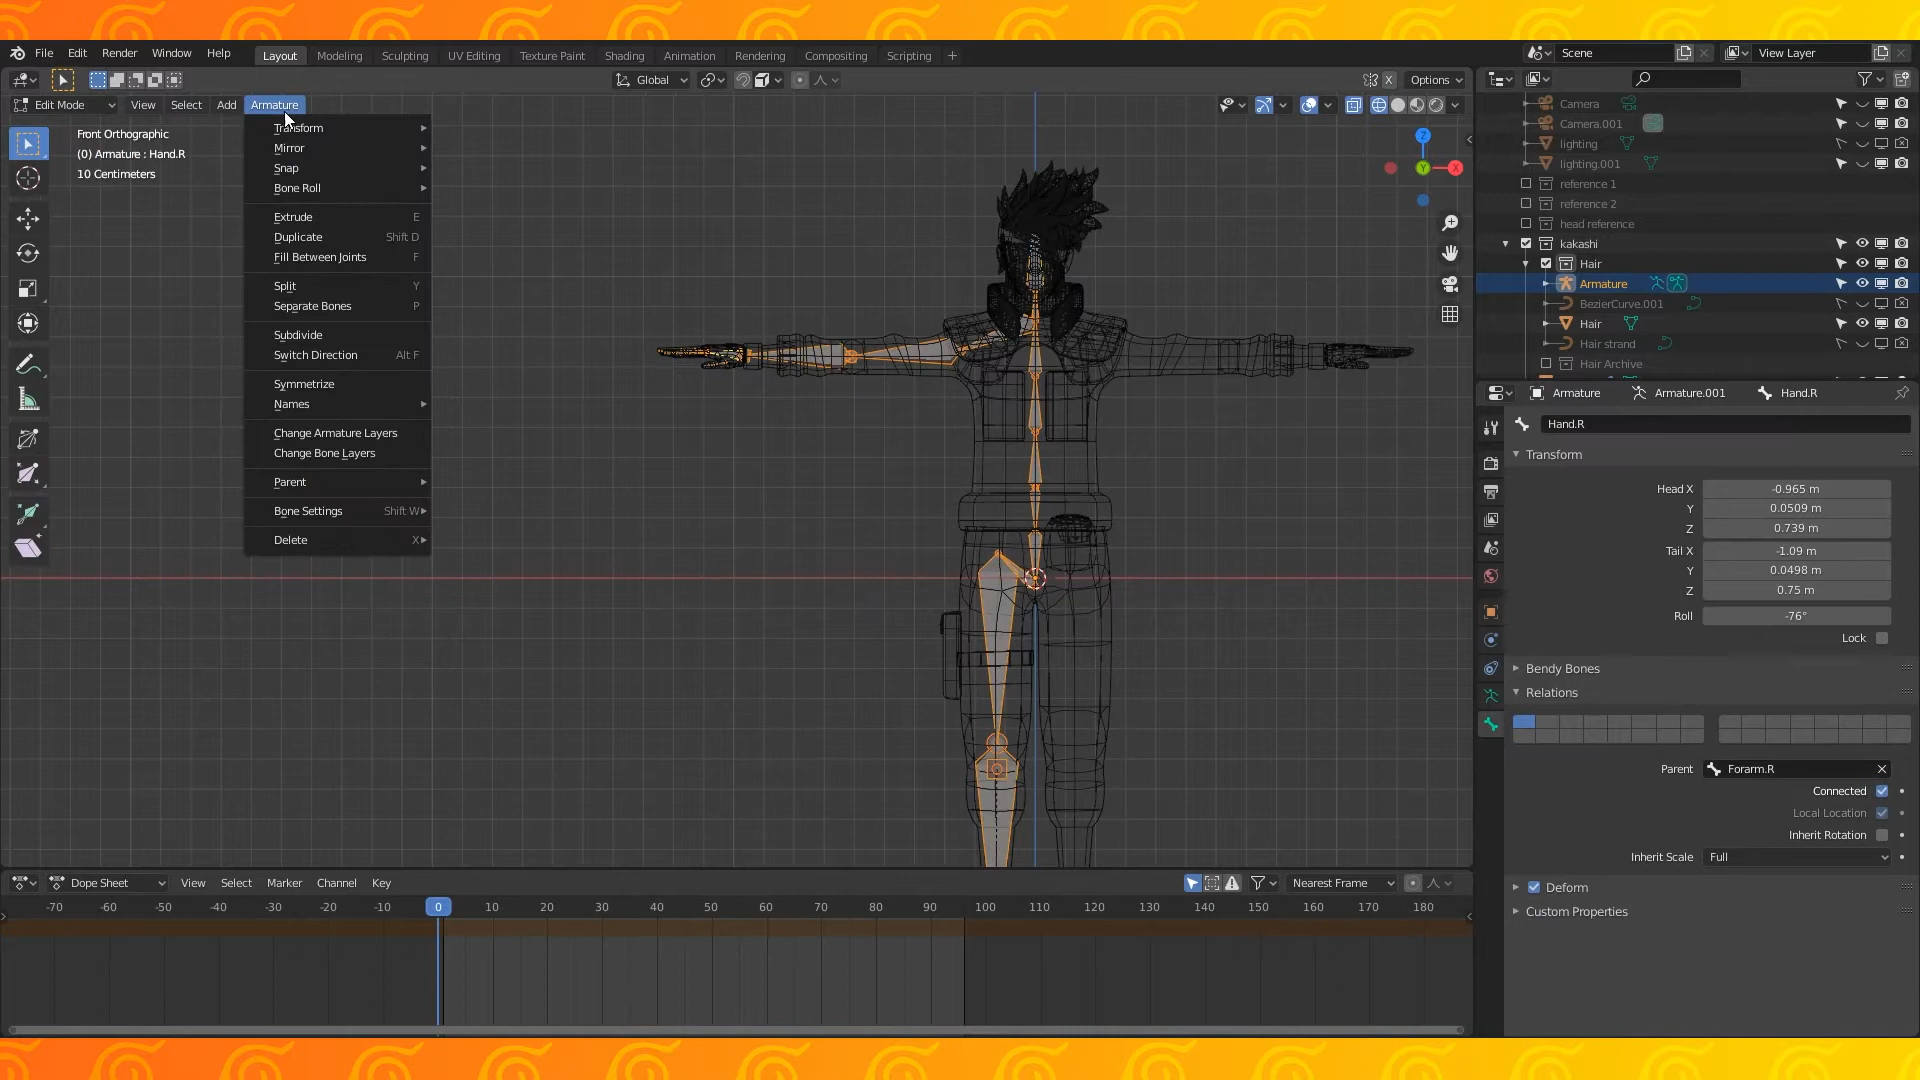 File Edit Render Window Help Layout Modeling Sculpting UV Editing Texture Paint Shading Animation Rendering Compositing Scripting + Scene View Layer
Global X Options
Edit Mode View Select Add Armature
Front Orthographic
(0) Armature : Hand.R
10 Centimeters
Transform
Mirror
Snap
Bone Roll
Extrude E
Duplicate Shift D
Fill Between Joints F
Split Y
Separate Bones P
Subdivide
Switch Direction Alt F
Symmetrize
Names
Change Armature Layers
Change Bone Layers
Parent
Bone Settings Shift W
Delete X
Z
Y
X
Camera
Camera.001
lighting
lighting.001
reference 1
reference 2
head reference
kakashi
Hair
Armature
BezierCurve.001
Hair
Hair strand
Hair Archive
Armature Armature.001 Hand.R
Hand.R
Transform
Head X -0.965 m
Y 0.0509 m
Z 0.739 m
Tail X -1.09 m
Y 0.0498 m
Z 0.75 m
Roll -76°
Lock
Bendy Bones
Relations
Parent Forarm.R
Connected
Local Location
Inherit Rotation
Inherit Scale Full
Deform
Custom Properties
Dope Sheet View Select Marker Channel Key Nearest Frame
-70 -60 -50 -40 -30 -20 -10 0 10 20 30 40 50 60 70 80 90 100 110 120 130 140 150 160 170 180